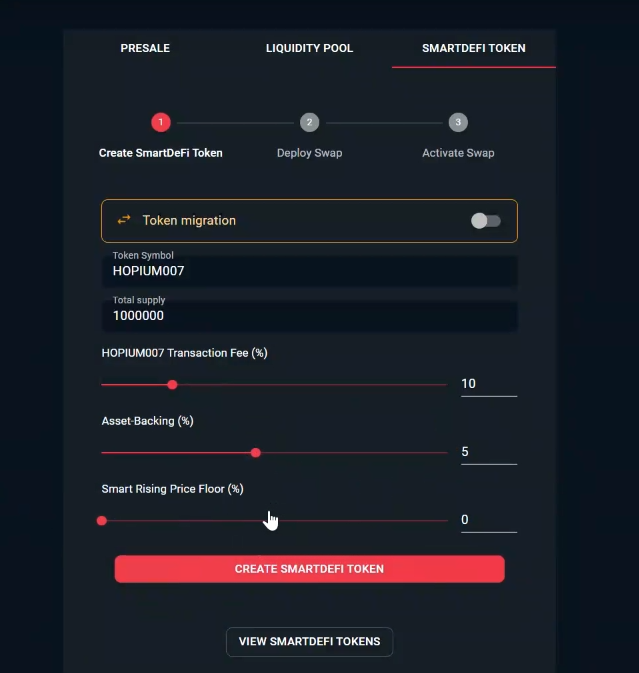 PRESALE LIQUIDITY POOL SMARTDEFI TOKEN
1 2 3
Create SmartDeFi Token Deploy Swap Activate Swap
Token migration
Token Symbol
HOPIUM007
Total supply
1000000
HOPIUM007 Transaction Fee (%)
10
Asset-Backing (%)
5
Smart Rising Price Floor (%)
0
CREATE SMARTDEFI TOKEN
VIEW SMARTDEFI TOKENS